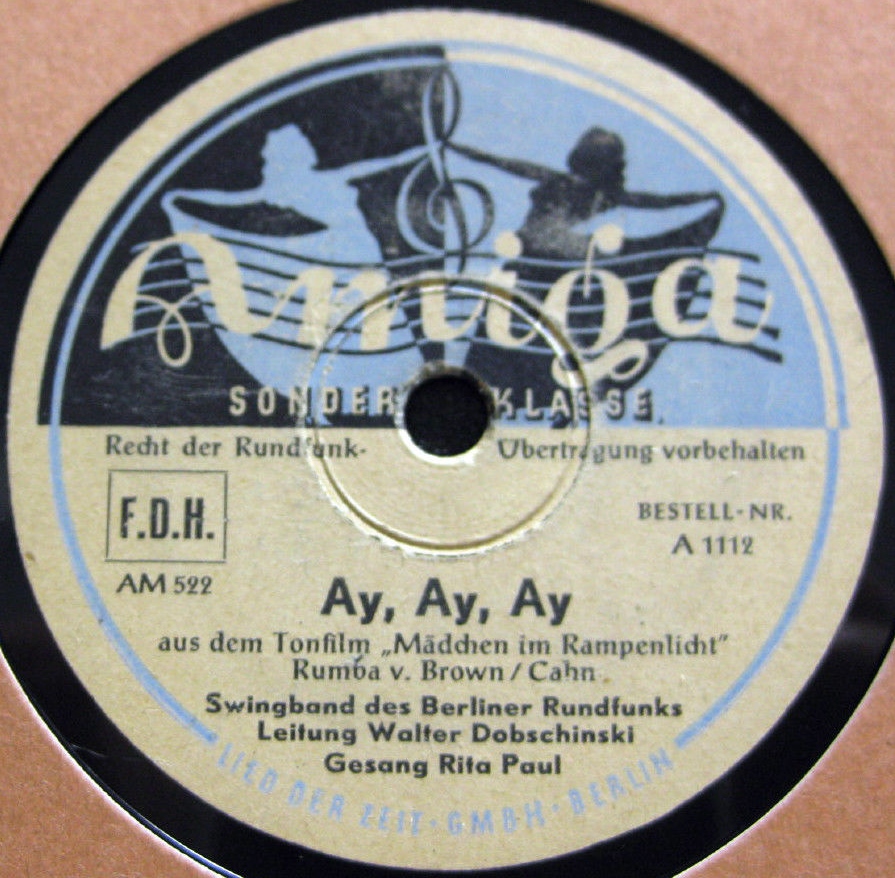 Amiga
SONDER KLASSE
Recht der Rundfunk- Übertragung vorbehalten
F.D.H.
BESTELL-NR.
A 1112
AM 522
Ay, Ay, Ay
aus dem Tonfilm „Mädchen im Rampenlicht"
Rumba v. Brown / Cahn
Swingband des Berliner Rundfunks
Leitung Walter Dobschinski
Gesang Rita Paul
LIED DER ZEIT · GMBH · BERLIN